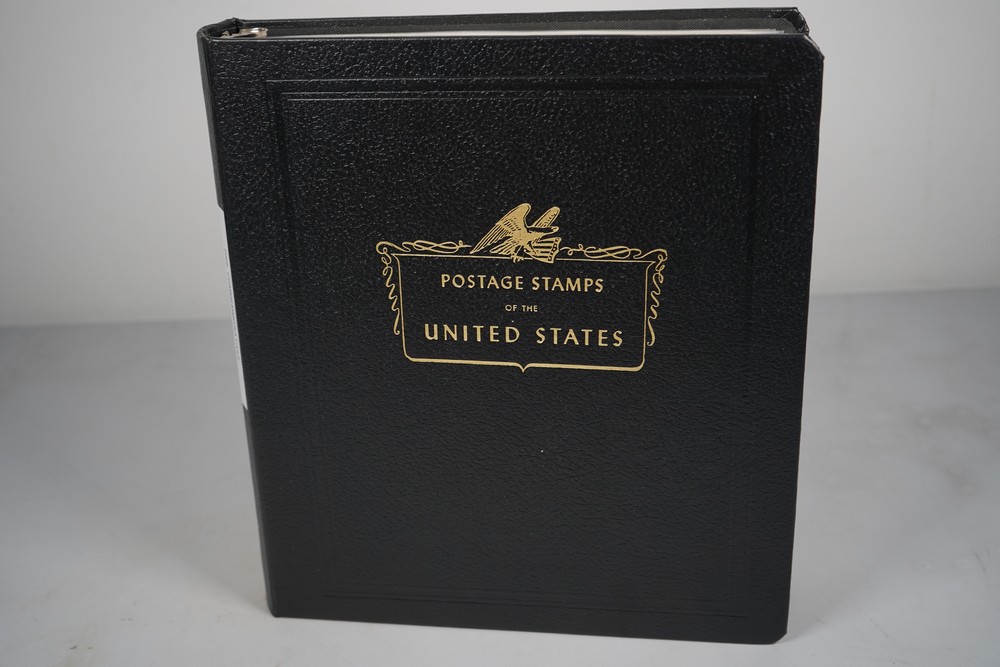 POSTAGE STAMPS
OF THE
UNITED STATES